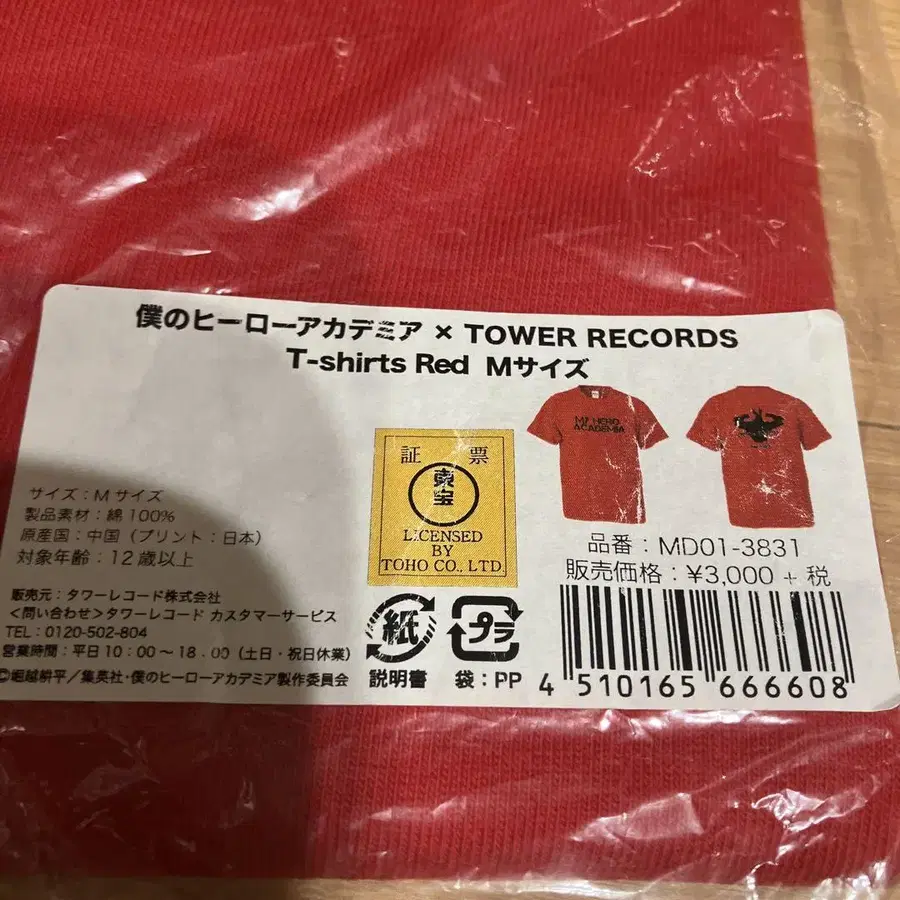 僕のヒーローアカデミア × TOWER RECORDS
T-shirts Red Mサイズ
MY HERO
ACADEMIA
証 票
東宝
LICENSED
BY
TOHO CO., LTD.
サイズ：Mサイズ
製品素材：綿100%
原産国：中国（プリント：日本）
対象年齢：12歳以上
販売元：タワーレコード株式会社
<問い合わせ>タワーレコード カスタマーサービス
TEL：0120-502-804
営業時間：平日10：00〜18：00（土日・祝日休業）
©堀越耕平／集英社・僕のヒーローアカデミア製作委員会
紙
説明書
プラ
袋：PP
品番：MD01-3831
販売価格：¥3,000 + 税
4 510165 666608